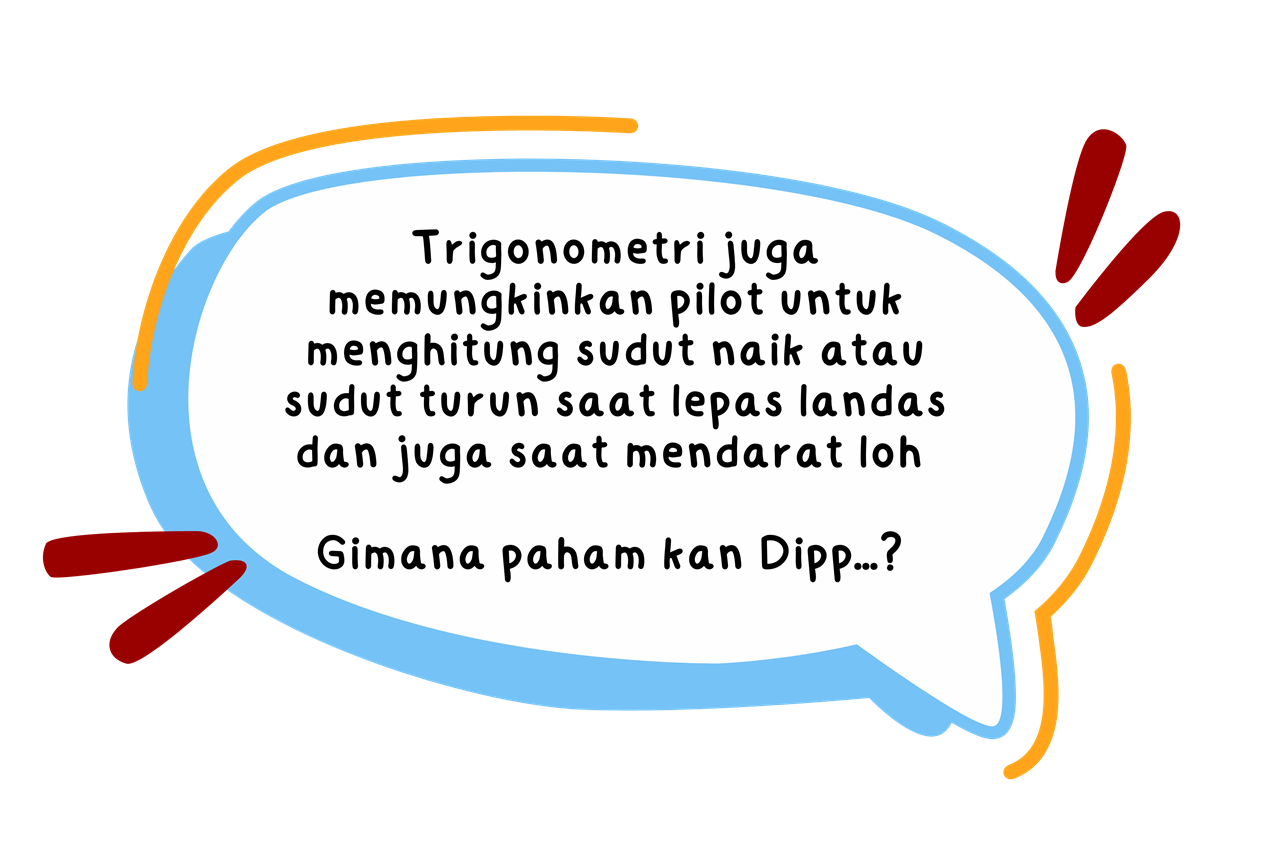 Trigonometri juga
memungkinkan pilot untuk
menghitung sudut naik atau
sudut turun saat lepas landas
dan juga saat mendarat loh
Gimana paham kan Dipp...?